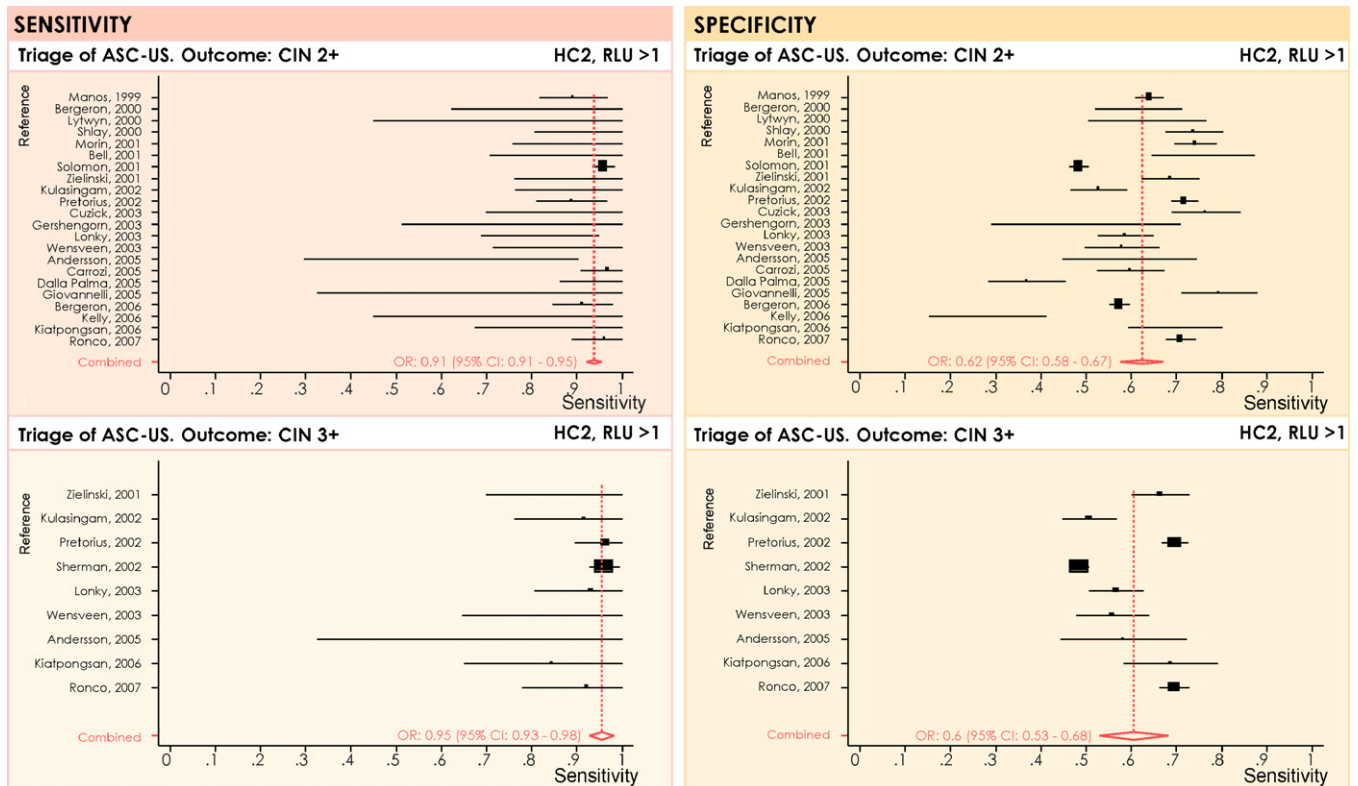 SENSITIVITY
Triage of ASC-US. Outcome: CIN 2+ HC2, RLU >1
Reference
Manos, 1999
Bergeron, 2000
Lytwyn, 2000
Shlay, 2000
Morin, 2001
Bell, 2001
Solomon, 2001
Zielinski, 2001
Kulasingam, 2002
Pretorius, 2002
Cuzick, 2003
Gershengorn, 2003
Lonky, 2003
Wensveen, 2003
Andersson, 2005
Carrozi, 2005
Dalla Palma, 2005
Giovannelli, 2005
Bergeron, 2006
Kelly, 2006
Kiatpongsan, 2006
Ronco, 2007
Combined OR: 0.91 (95% CI: 0.91 - 0.95)
0 .1 .2 .3 .4 .5 .6 .7 .8 .9 1
Sensitivity
Triage of ASC-US. Outcome: CIN 3+ HC2, RLU >1
Reference
Zielinski, 2001
Kulasingam, 2002
Pretorius, 2002
Sherman, 2002
Lonky, 2003
Wensveen, 2003
Andersson, 2005
Kiatpongsan, 2006
Ronco, 2007
Combined OR: 0.95 (95% CI: 0.93 - 0.98)
0 .1 .2 .3 .4 .5 .6 .7 .8 .9 1
Sensitivity
SPECIFICITY
Triage of ASC-US. Outcome: CIN 2+ HC2, RLU >1
Reference
Manos, 1999
Bergeron, 2000
Lytwyn, 2000
Shlay, 2000
Morin, 2001
Bell, 2001
Solomon, 2001
Zielinski, 2001
Kulasingam, 2002
Pretorius, 2002
Cuzick, 2003
Gershengorn, 2003
Lonky, 2003
Wensveen, 2003
Andersson, 2005
Carrozi, 2005
Dalla Palma, 2005
Giovannelli, 2005
Bergeron, 2006
Kelly, 2006
Kiatpongsan, 2006
Ronco, 2007
Combined OR: 0.62 (95% CI: 0.58 - 0.67)
0 .1 .2 .3 .4 .5 .6 .7 .8 .9 1
Sensitivity
Triage of ASC-US. Outcome: CIN 3+ HC2, RLU >1
Reference
Zielinski, 2001
Kulasingam, 2002
Pretorius, 2002
Sherman, 2002
Lonky, 2003
Wensveen, 2003
Andersson, 2005
Kiatpongsan, 2006
Ronco, 2007
Combined OR: 0.6 (95% CI: 0.53 - 0.68)
0 .1 .2 .3 .4 .5 .6 .7 .8 .9 1
Sensitivity